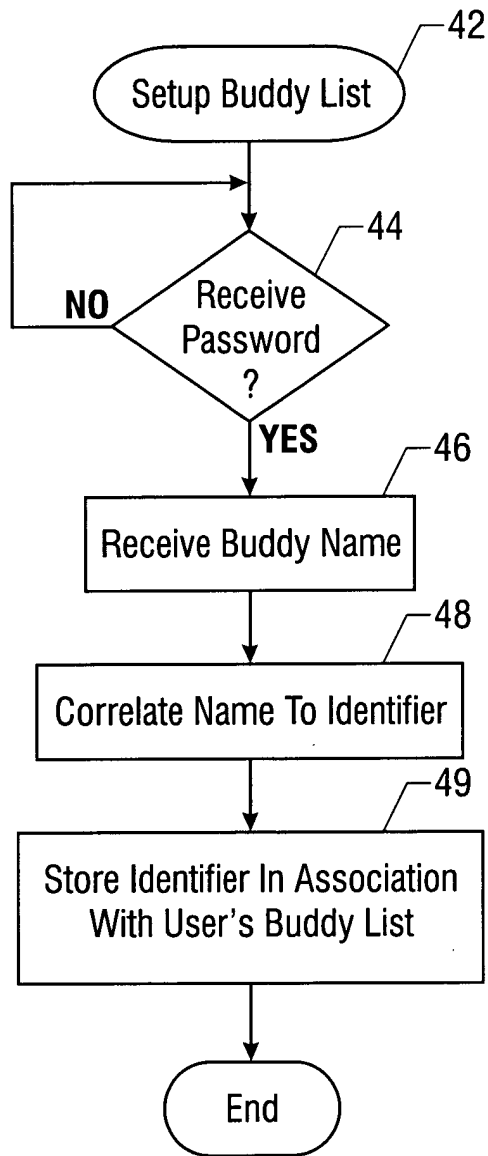 42
Setup Buddy List
44
Receive
Password
?
NO
YES
46
Receive Buddy Name
48
Correlate Name To Identifier
49
Store Identifier In Association
With User's Buddy List
End